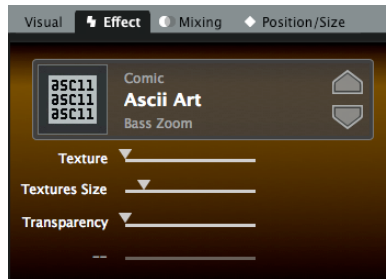 Visual Effect Mixing Position/Size
ascii
ascii
ascii
Comic
Ascii Art
Bass Zoom
Texture
Textures Size
Transparency
--